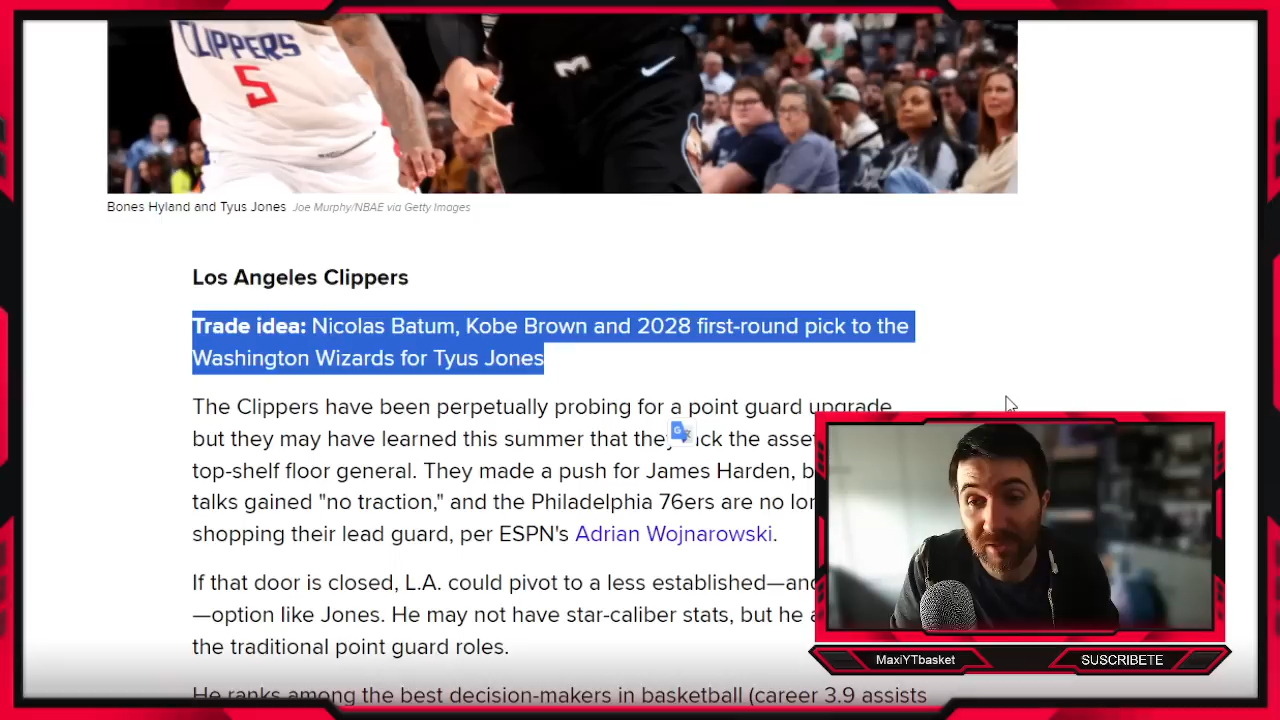 CLIPPERS
5
Bones Hyland and Tyus Jones Joe Murphy/NBAE via Getty Images
Los Angeles Clippers
Trade idea: Nicolas Batum, Kobe Brown and 2028 first-round pick to the
Washington Wizards for Tyus Jones
The Clippers have been perpetually probing for a point guard upgrade,
but they may have learned this summer that they lack the asset
top-shelf floor general. They made a push for James Harden, b
talks gained "no traction," and the Philadelphia 76ers are no lon
shopping their lead guard, per ESPN's Adrian Wojnarowski.
If that door is closed, L.A. could pivot to a less established—and
—option like Jones. He may not have star-caliber stats, but he a
the traditional point guard roles.
He ranks among the best decision-makers in basketball (career 3.9 assists
MaxiYTbasket
SUSCRIBETE